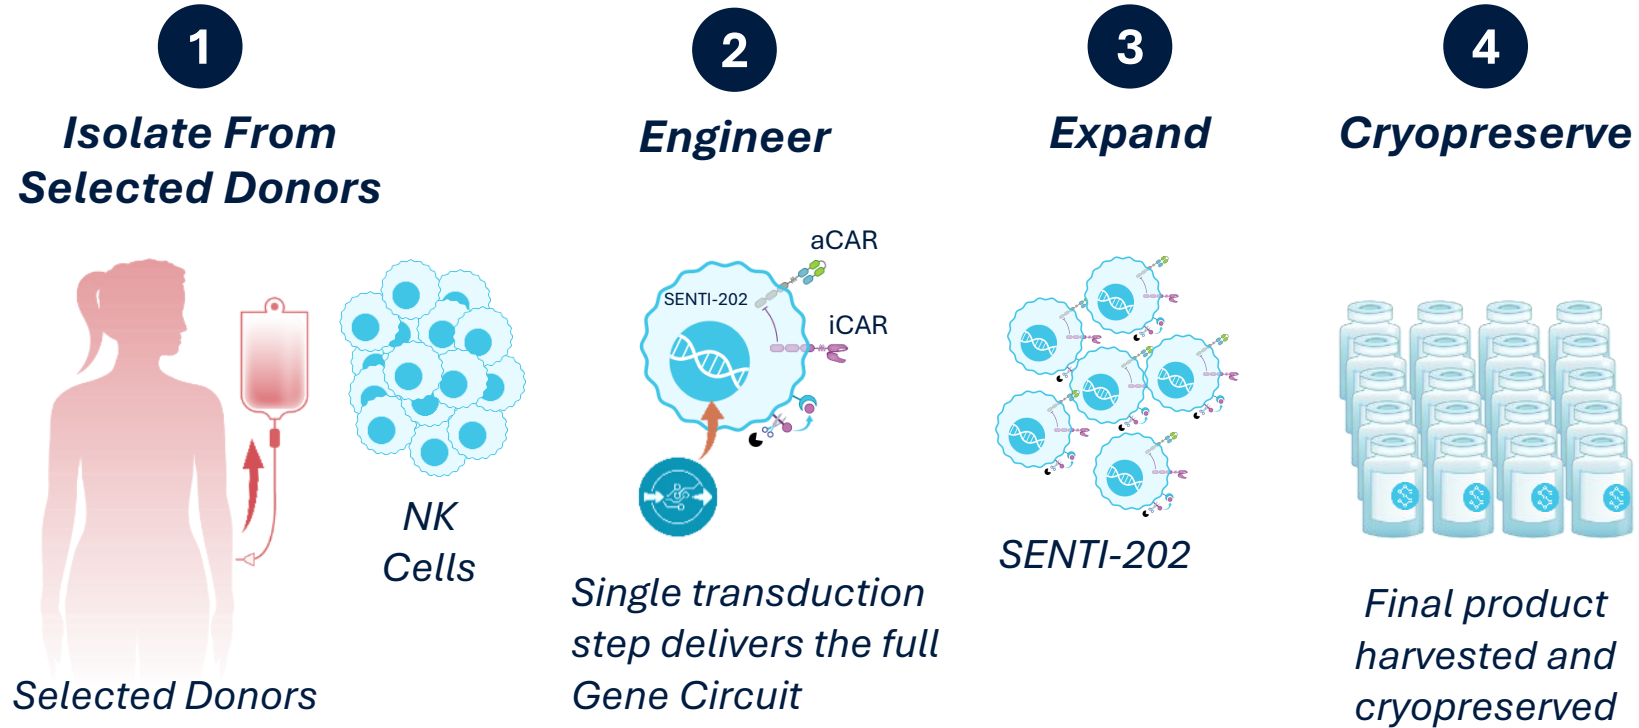 1
Isolate From
Selected Donors
NK
Cells
Selected Donors
2
Engineer
aCAR
SENTI-202
iCAR
Single transduction
step delivers the full
Gene Circuit
3
Expand
SENTI-202
4
Cryopreserve
Final product
harvested and
cryopreserved